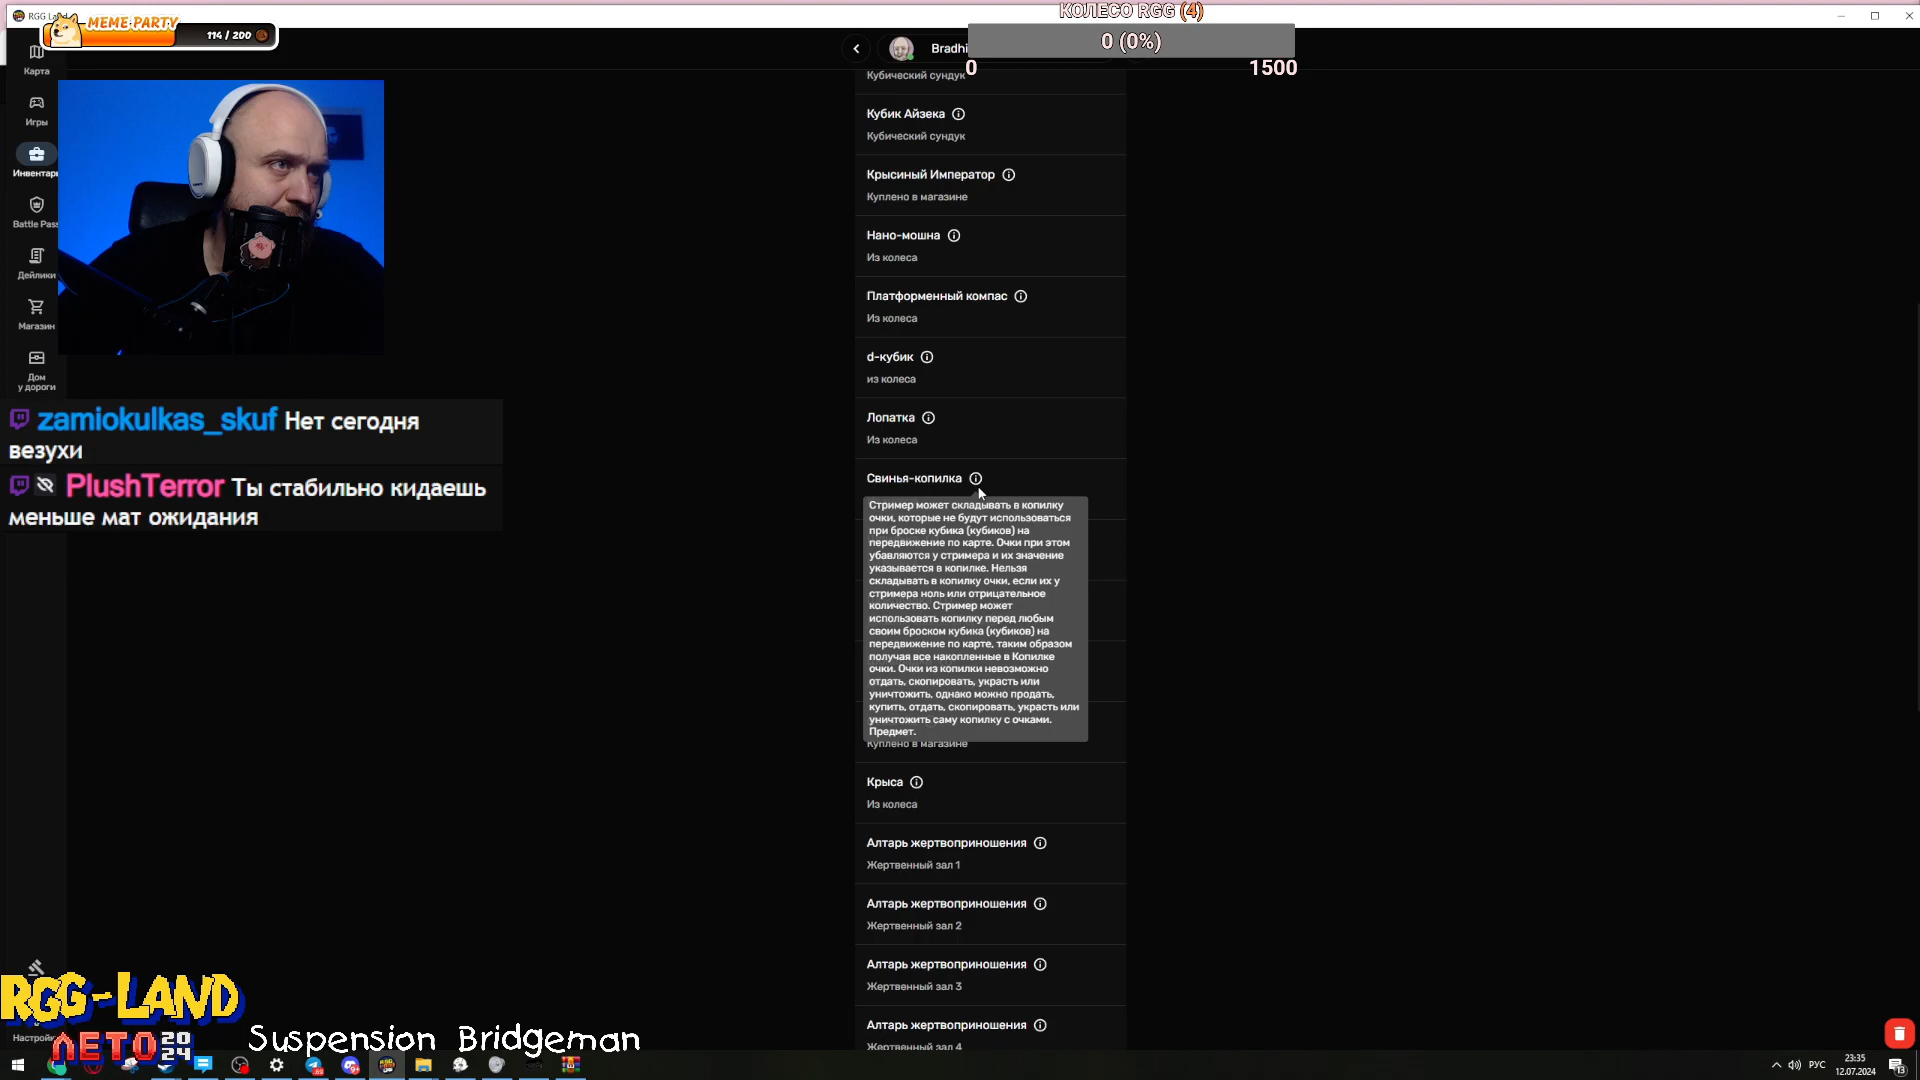 RGG Land
MEME PARTY
114 / 200
КОЛЕСО RGG (4)
0 (0%)
0
1500
Карта
Игры
Инвентарь
Battle Pass
Дейлики
Магазин
Дом
у дороги
Bradhi
Кубический сундук
Кубик Айзека
Кубический сундук
Крысиный Император
Куплено в магазине
Нано-мошна
Из колеса
Платформенный компас
Из колеса
d-кубик
из колеса
Лопатка
Из колеса
Свинья-копилка
Стример может складывать в копилку
очки, которые не будут использоваться
при броске кубика (кубиков) на
передвижение по карте. Очки при этом
убавляются у стримера и их значение
указывается в копилке. Нельзя
складывать в копилку очки, если их у
стримера ноль или отрицательное
количество. Стример может
использовать копилку перед любым
своим броском кубика (кубиков) на
передвижение по карте, таким образом
получая все накопленные в Копилке
очки. Очки из копилки невозможно
отдать, скопировать, украсть или
уничтожить, однако можно продать,
купить, отдать, скопировать, украсть или
уничтожить саму копилку с очками.
Предмет.
Куплено в магазине
Крыса
Из колеса
Алтарь жертвоприношения
Жертвенный зал 1
Алтарь жертвоприношения
Жертвенный зал 2
Алтарь жертвоприношения
Жертвенный зал 3
Алтарь жертвоприношения
Жертвенный зал 4
zamiokulkas_skuf Нет сегодня
везухи
PlushTerror Ты стабильно кидаешь
меньше мат ожидания
RGG-LAND
Настройк
ЛЕТО 2024
Suspension Bridgeman
РУС
23:35
12.07.2024
13